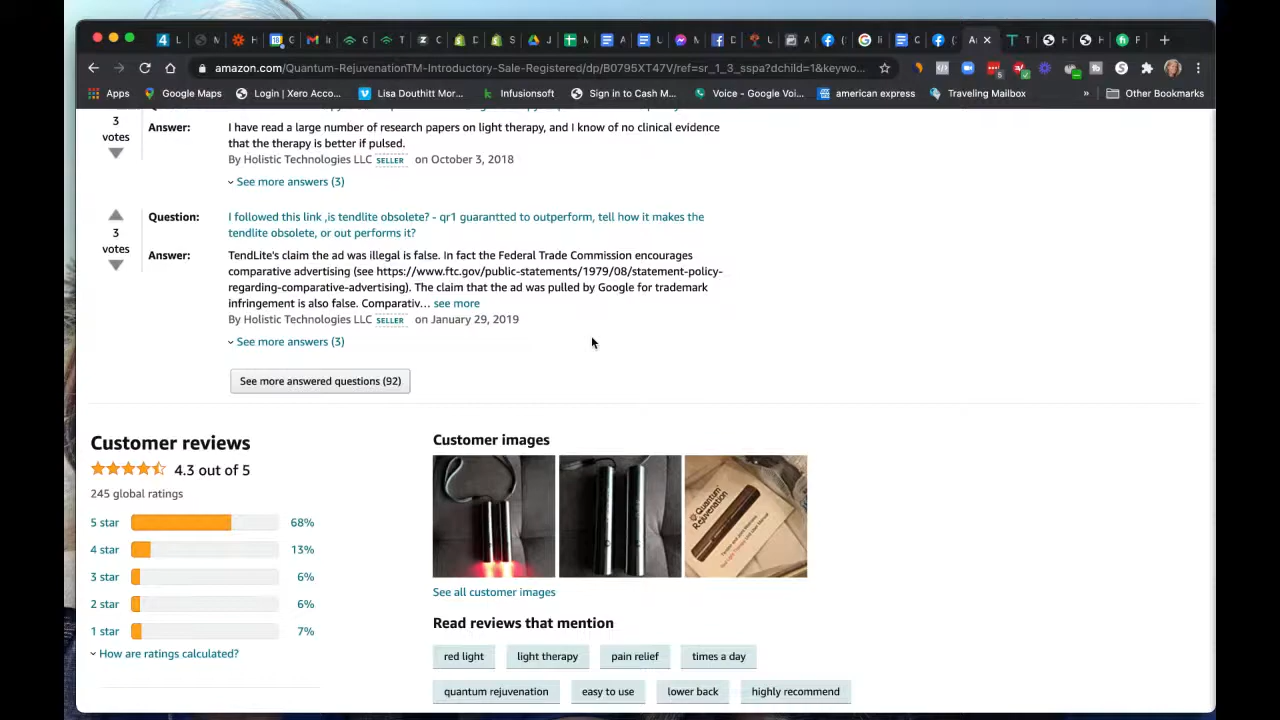 4 L
amazon.com/Quantum-RejuvenationTM-Introductory-Sale-Registered/dp/B0795XT47V/ref=sr_1_3_sspa?dchild=1&keywo...
Apps Google Maps Login | Xero Acco... Lisa Douthitt Mor... Infusionsoft Sign in to Cash M... Voice - Google Voi... american express Traveling Mailbox » Other Bookmarks
3
votes
Answer: I have read a large number of research papers on light therapy, and I know of no clinical evidence
that the therapy is better if pulsed.
By Holistic Technologies LLC SELLER on October 3, 2018
See more answers (3)
3
votes
Question: I followed this link ,is tendlite obsolete? - qr1 guarantted to outperform, tell how it makes the
tendlite obsolete, or out performs it?
Answer: TendLite's claim the ad was illegal is false. In fact the Federal Trade Commission encourages
comparative advertising (see https://www.ftc.gov/public-statements/1979/08/statement-policy-
regarding-comparative-advertising). The claim that the ad was pulled by Google for trademark
infringement is also false. Comparativ... see more
By Holistic Technologies LLC SELLER on January 29, 2019
See more answers (3)
See more answered questions (92)
Customer reviews
4.3 out of 5
245 global ratings
5 star 68%
4 star 13%
3 star 6%
2 star 6%
1 star 7%
How are ratings calculated?
Customer images
Quantum
Rejuvenation
See all customer images
Read reviews that mention
red light light therapy pain relief times a day
quantum rejuvenation easy to use lower back highly recommend